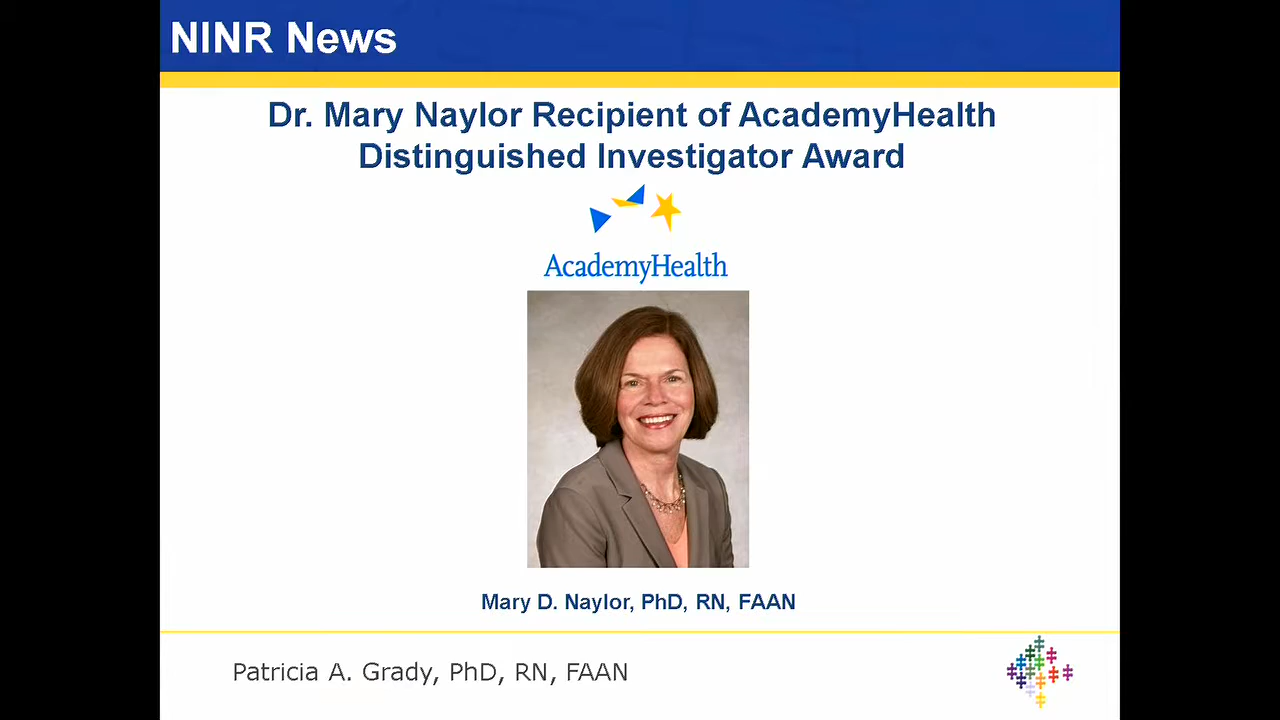 NINR News
Dr. Mary Naylor Recipient of AcademyHealth
Distinguished Investigator Award
AcademyHealth
Mary D. Naylor, PhD, RN, FAAN
Patricia A. Grady, PhD, RN, FAAN